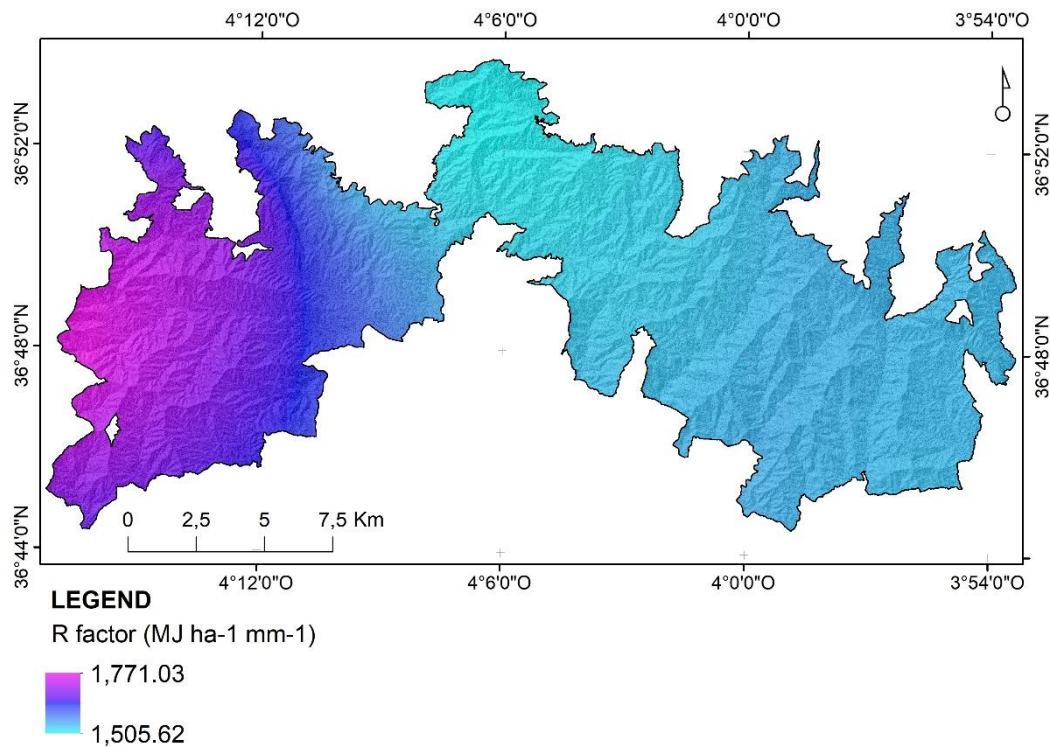 4°12'0"O 4°6'0"O 4°0'0"O 3°54'0"O
36°52'0"N 36°52'0"N
36°48'0"N 36°48'0"N
36°44'0"N
0 2,5 5 7,5 Km
4°12'0"O 4°6'0"O 4°0'0"O 3°54'0"O
LEGEND
R factor (MJ ha-1 mm-1)
1,771.03
1,505.62